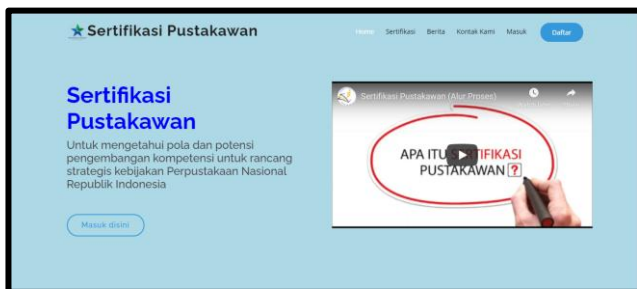 Sertifikasi Pustakawan
Home Sertifikasi Berita Kontak Kami Masuk Daftar
Sertifikasi
Pustakawan
Untuk mengetahui pola dan potensi
pengembangan kompetensi untuk rancang
strategis kebijakan Perpustakaan Nasional
Republik Indonesia
Masuk disini
Sertifikasi Pustakawan (Alur Proses)
APA ITU SERTIFIKASI
PUSTAKAWAN ?